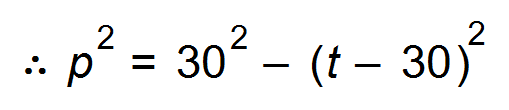 ∴ p² = 30² – (t – 30)²